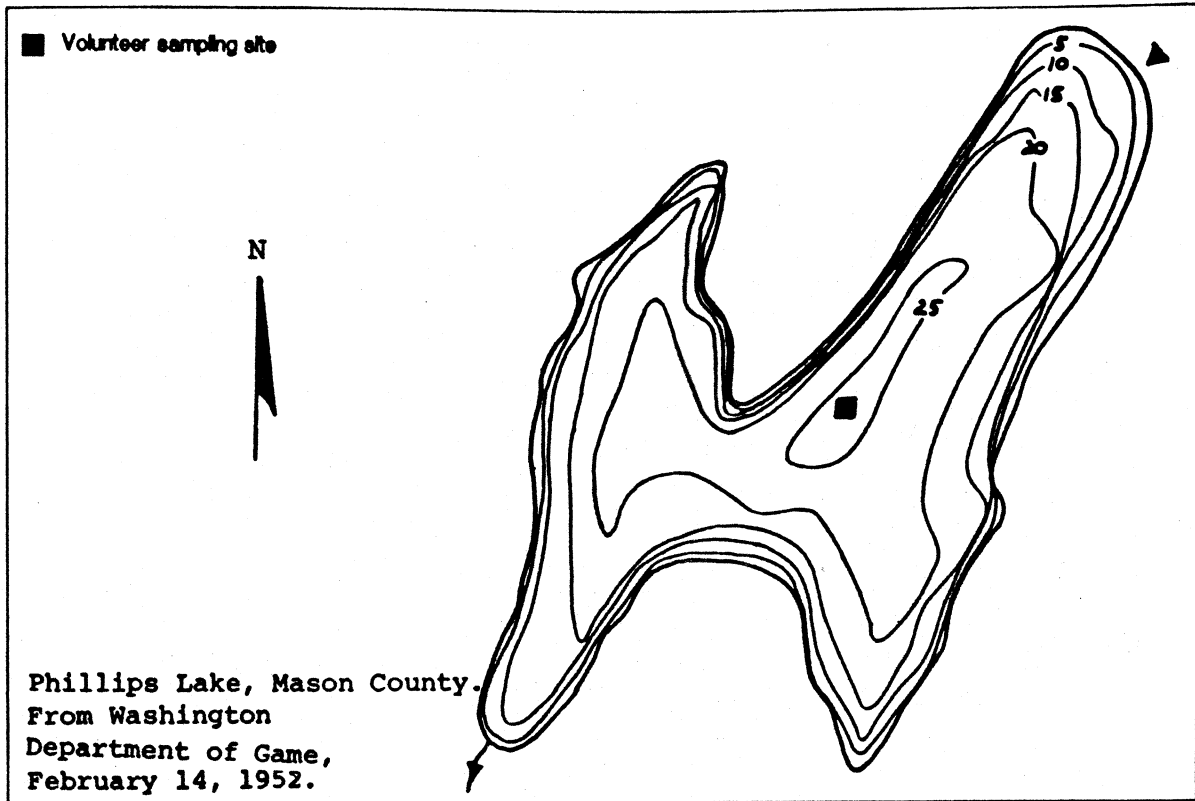 Volunteer sampling site
5
10
15
20
N
25
Phillips Lake, Mason County.
From Washington
Department of Game,
February 14, 1952.